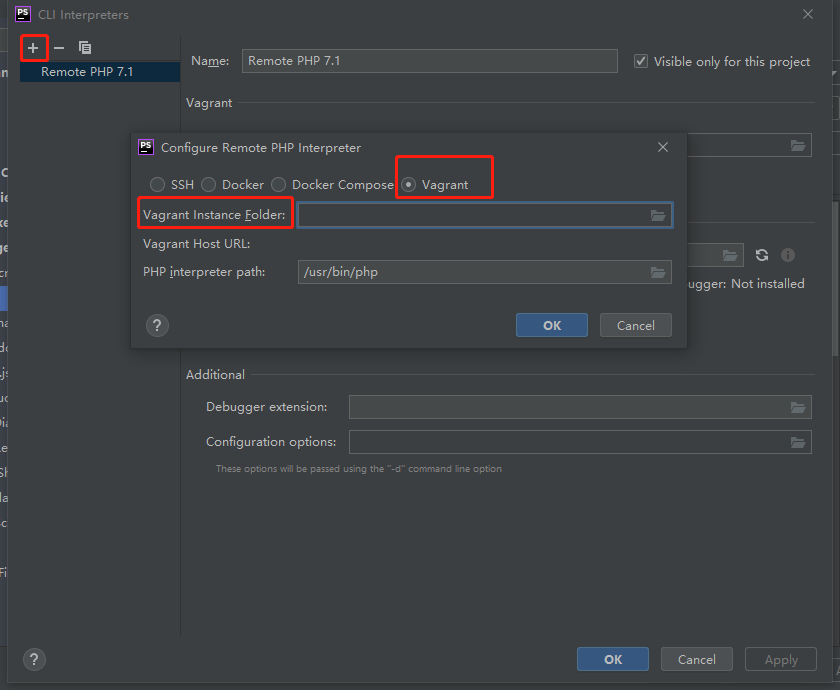 PS CLI Interpreters
+ −
Remote PHP 7.1
Name: Remote PHP 7.1 Visible only for this project
Vagrant
PS Configure Remote PHP Interpreter
SSH Docker Docker Compose Vagrant
Vagrant Instance Folder:
Vagrant Host URL:
PHP interpreter path: /usr/bin/php
ugger: Not installed
? OK Cancel
Additional
Debugger extension:
Configuration options:
These options will be passed using the "-d" command line option
? OK Cancel Apply